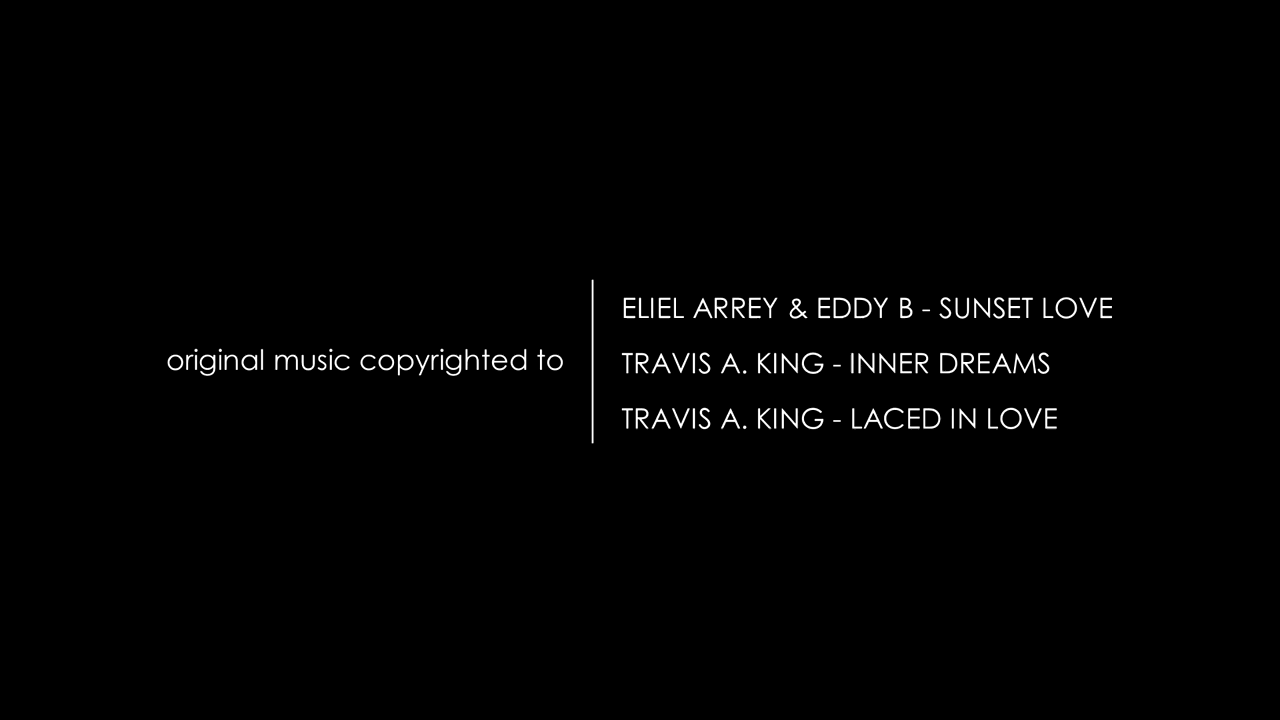 original music copyrighted to
ELIEL ARREY & EDDY B - SUNSET LOVE
TRAVIS A. KING - INNER DREAMS
TRAVIS A. KING - LACED IN LOVE